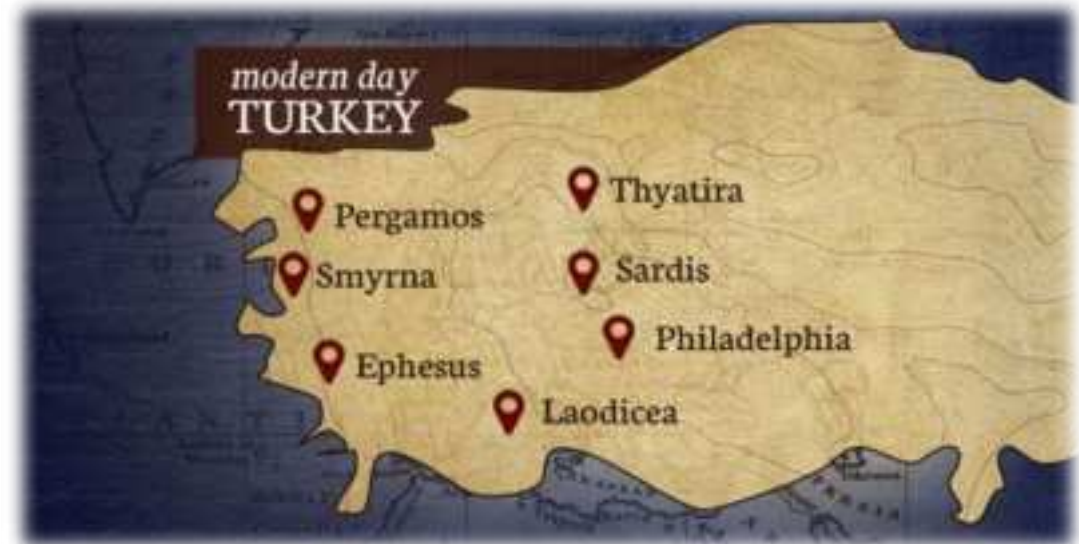 modern day
TURKEY
Thyatira
Pergamos
Sardis
Smyrna
Philadelphia
Ephesus
Laodicea